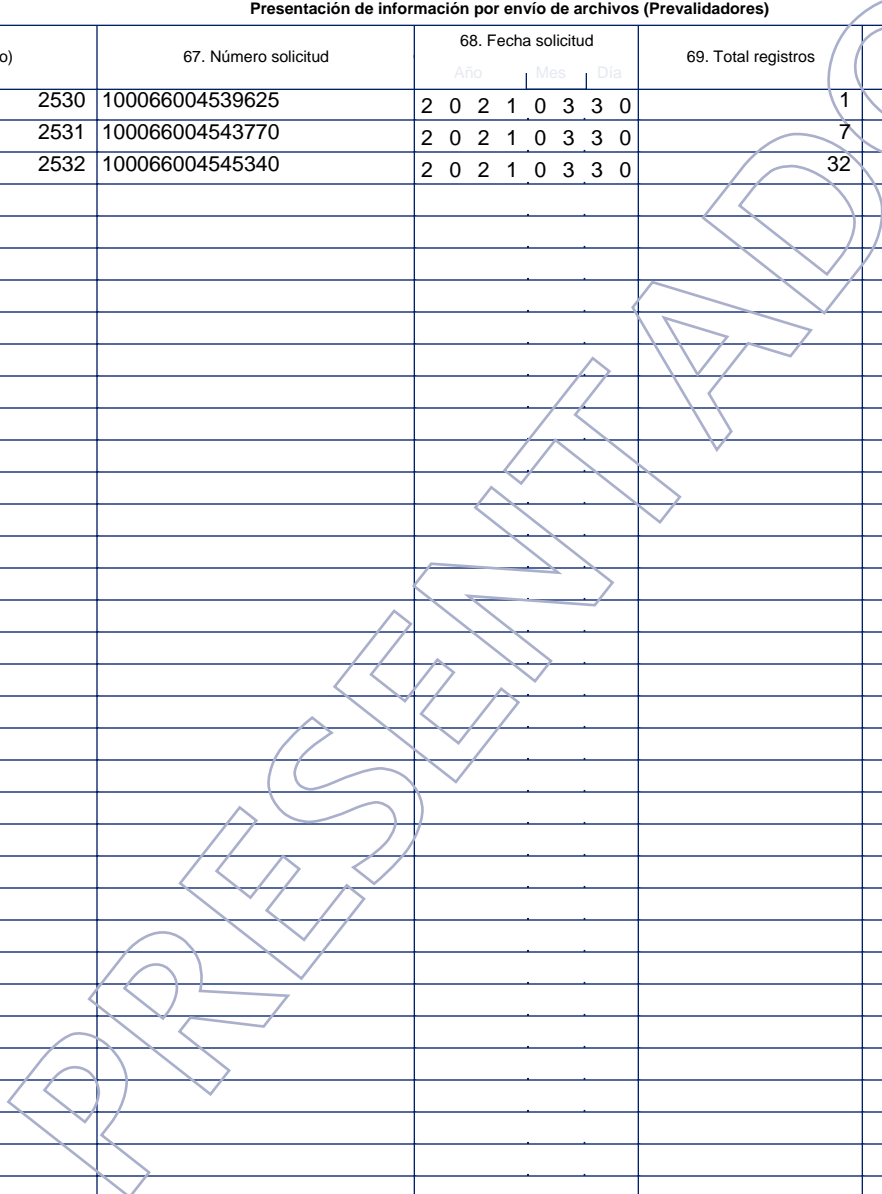 Presentación de información por envío de archivos (Prevalidadores)
o) 67. Número solicitud 68. Fecha solicitud 69. Total registros
Año Mes Día
2530 100066004539625 2 0 2 1 0 3 3 0 1
2531 100066004543770 2 0 2 1 0 3 3 0 7
2532 100066004545340 2 0 2 1 0 3 3 0 32
PRESENTADO